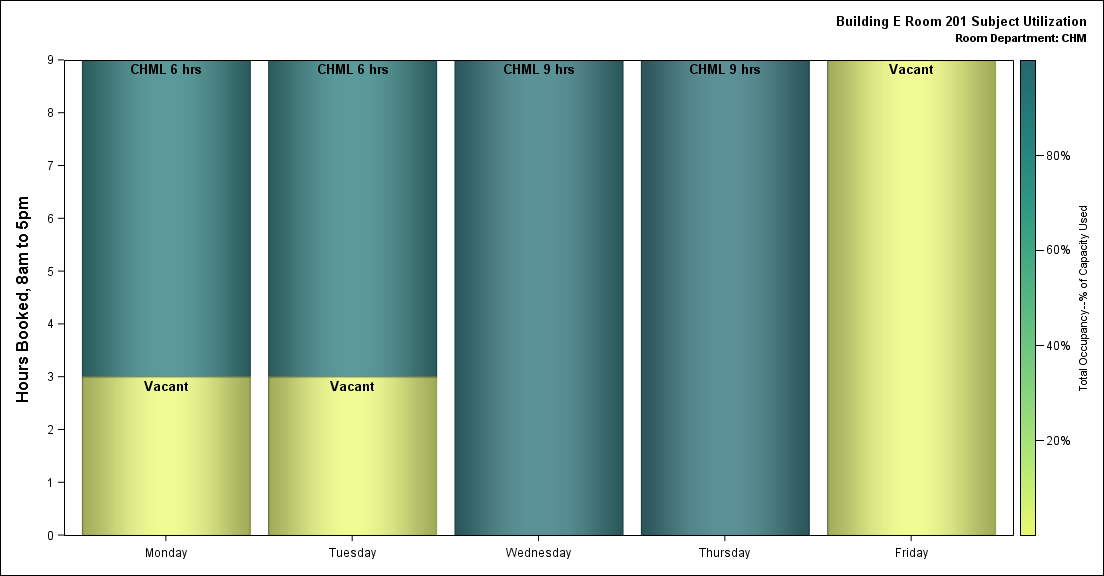 Building E Room 201 Subject Utilization
Room Department: CHM
Hours Booked, 8am to 5pm
9
8
7
6
5
4
3
2
1
0
CHML 6 hrs
Vacant
CHML 6 hrs
Vacant
CHML 9 hrs
CHML 9 hrs
Vacant
Monday
Tuesday
Wednesday
Thursday
Friday
80%
60%
40%
20%
Total Occupancy--% of Capacity Used